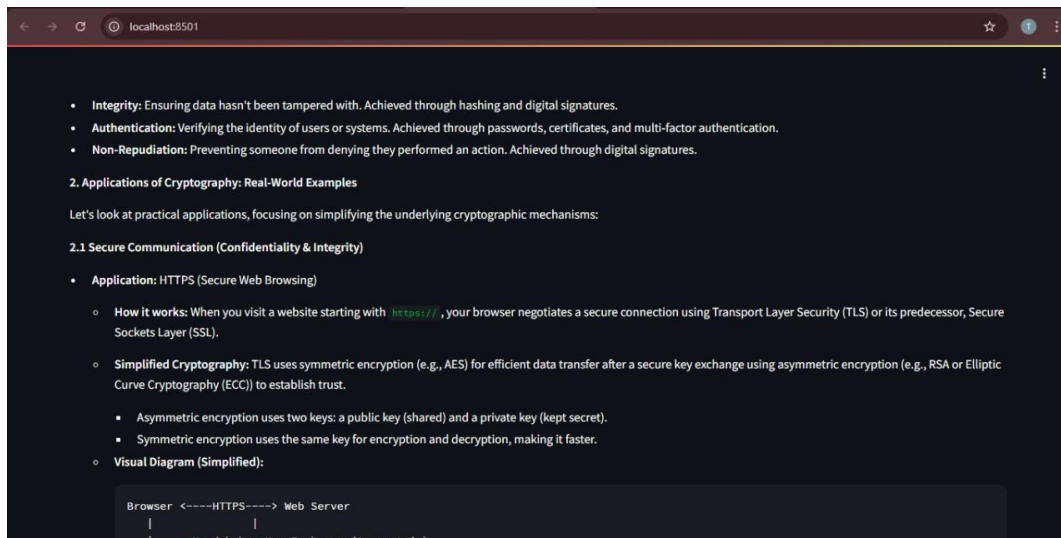 localhost:8501
T
• Integrity: Ensuring data hasn't been tampered with. Achieved through hashing and digital signatures.
• Authentication: Verifying the identity of users or systems. Achieved through passwords, certificates, and multi-factor authentication.
• Non-Repudiation: Preventing someone from denying they performed an action. Achieved through digital signatures.
2. Applications of Cryptography: Real-World Examples
Let's look at practical applications, focusing on simplifying the underlying cryptographic mechanisms:
2.1 Secure Communication (Confidentiality & Integrity)
• Application: HTTPS (Secure Web Browsing)
◦ How it works: When you visit a website starting with https:// , your browser negotiates a secure connection using Transport Layer Security (TLS) or its predecessor, Secure
Sockets Layer (SSL).
◦ Simplified Cryptography: TLS uses symmetric encryption (e.g., AES) for efficient data transfer after a secure key exchange using asymmetric encryption (e.g., RSA or Elliptic
Curve Cryptography (ECC)) to establish trust.
▪ Asymmetric encryption uses two keys: a public key (shared) and a private key (kept secret).
▪ Symmetric encryption uses the same key for encryption and decryption, making it faster.
◦ Visual Diagram (Simplified):
Browser <----HTTPS----> Web Server
| |